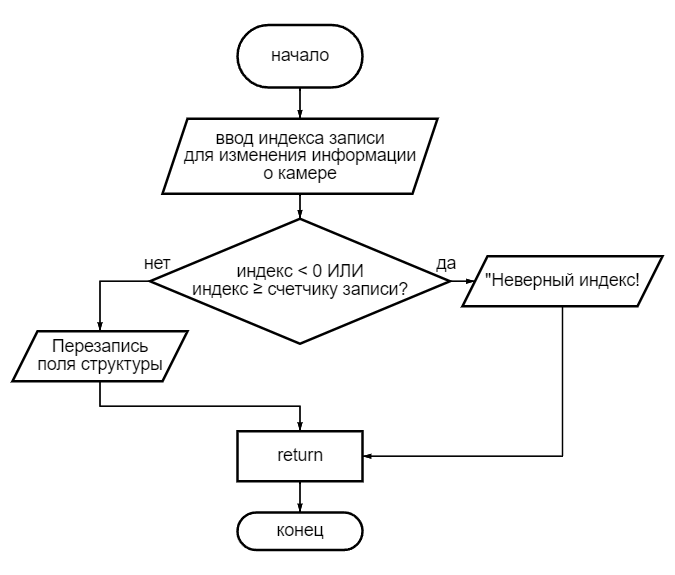 начало
ввод индекса записи
для изменения информации
о камере
нет
индекс < 0 ИЛИ
индекс ≥ счетчику записи?
да
"Неверный индекс!
Перезапись
поля структуры
return
конец